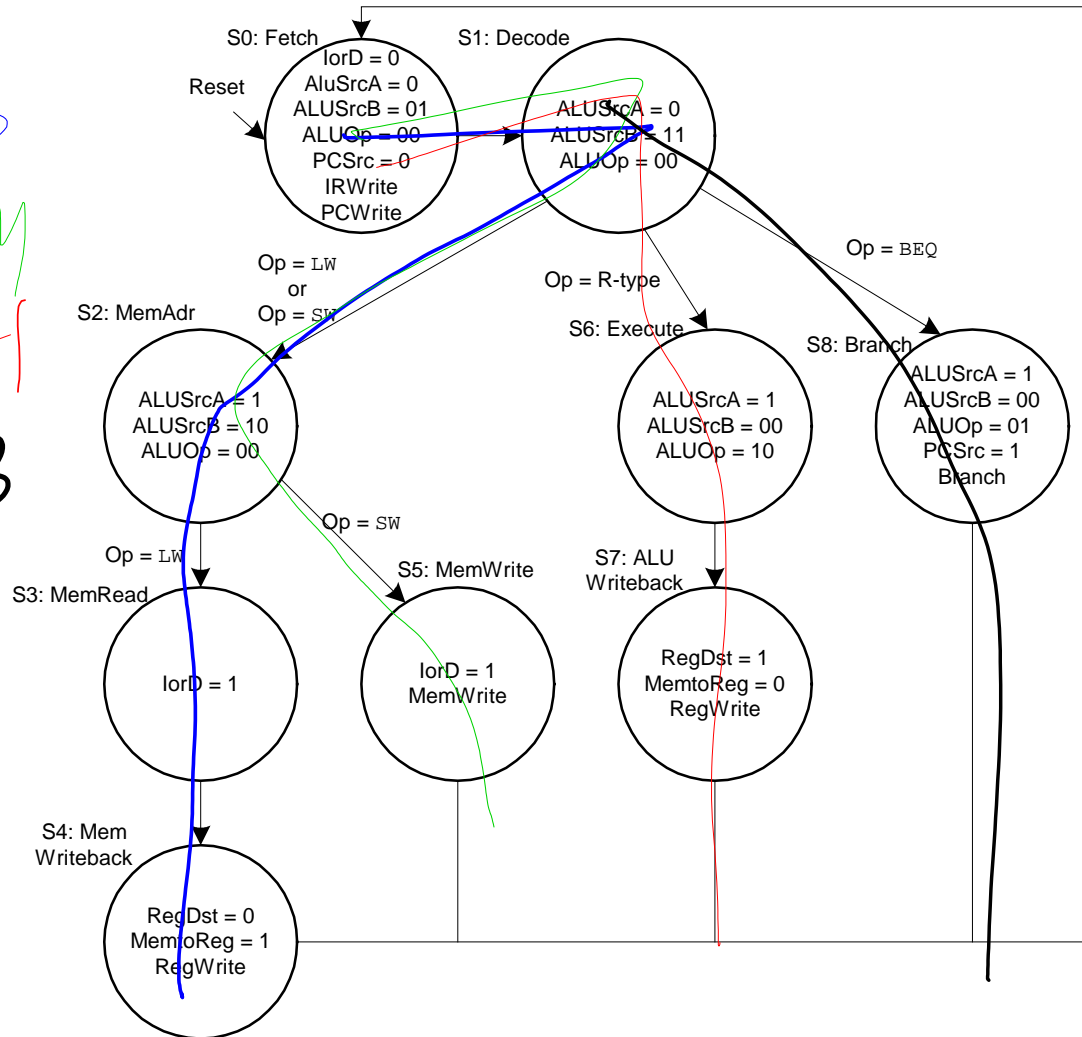 S0: Fetch
IorD = 0
AluSrcA = 0
ALUSrcB = 01
ALUOp = 00
PCSrc = 0
IRWrite
PCWrite
Reset
S1: Decode
ALUSrcA = 0
ALUSrcB = 11
ALUOp = 00
Op = LW
or
Op = SW
Op = R-type
Op = BEQ
S2: MemAdr
ALUSrcA = 1
ALUSrcB = 10
ALUOp = 00
S6: Execute
ALUSrcA = 1
ALUSrcB = 00
ALUOp = 10
S8: Branch
ALUSrcA = 1
ALUSrcB = 00
ALUOp = 01
PCSrc = 1
Branch
Op = LW
Op = SW
S3: MemRead
IorD = 1
S5: MemWrite
IorD = 1
MemWrite
S7: ALU
Writeback
RegDst = 1
MemtoReg = 0
RegWrite
S4: Mem
Writeback
RegDst = 0
MemtoReg = 1
RegWrite